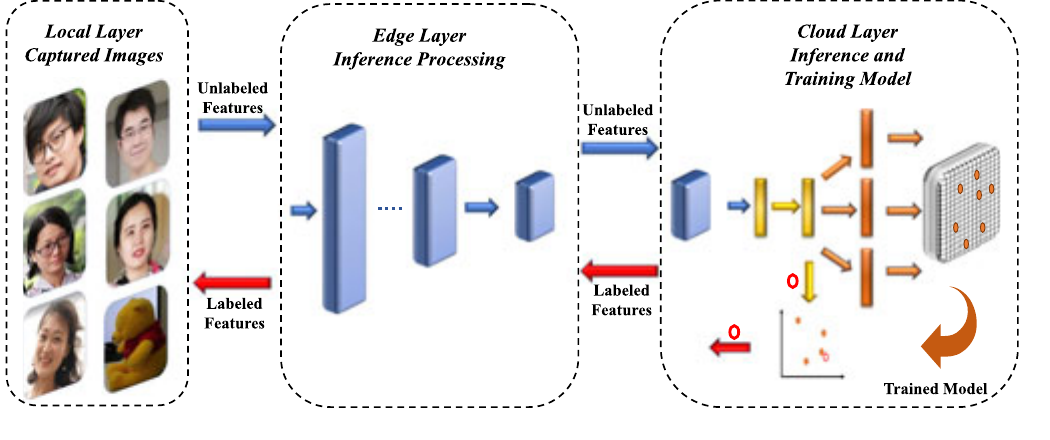 Local Layer
Captured Images
Unlabeled
Features
Labeled
Features
Edge Layer
Inference Processing
Unlabeled
Features
Labeled
Features
Cloud Layer
Inference and
Training Model
Trained Model